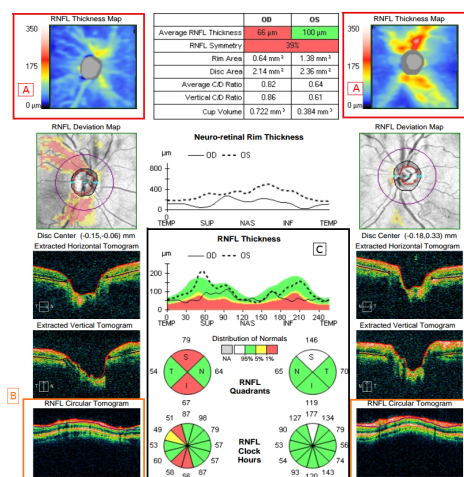 RNFL Thickness Map
350
175
0 µm
A
OD OS
Average RNFL Thickness 66 µm 100 µm
RNFL Symmetry 39%
Rim Area 0.64 mm² 1.38 mm²
Disc Area 2.14 mm² 2.36 mm²
Average C/D Ratio 0.82 0.64
Vertical C/D Ratio 0.86 0.61
Cup Volume 0.722 mm³ 0.384 mm³
RNFL Thickness Map
350
175
0 µm
A
RNFL Deviation Map
Disc Center (-0.15,-0.06) mm
Extracted Horizontal Tomogram
T N
Extracted Vertical Tomogram
B
RNFL Circular Tomogram
Neuro-retinal Rim Thickness
µm
OD OS
800
400
0
TEMP SUP NAS INF TEMP
RNFL Thickness
C
µm
OD OS
200
100
0
0 30 60 90 120 150 180 210 240
TEMP SUP NAS INF TEMP
Distribution of Normals
NA 95% 5% 1%
79
S
54 T N 64
I
67
RNFL
Quadrants
146
S
65 N T 70
I
119
51 87 98
49 79
53 57
60 57
58 56 87
RNFL
Clock
Hours
127 177 134
90 79
53 56
54 74
93 120 143
RNFL Deviation Map
Disc Center (-0.18,0.33) mm
Extracted Horizontal Tomogram
N T
Extracted Vertical Tomogram
RNFL Circular Tomogram